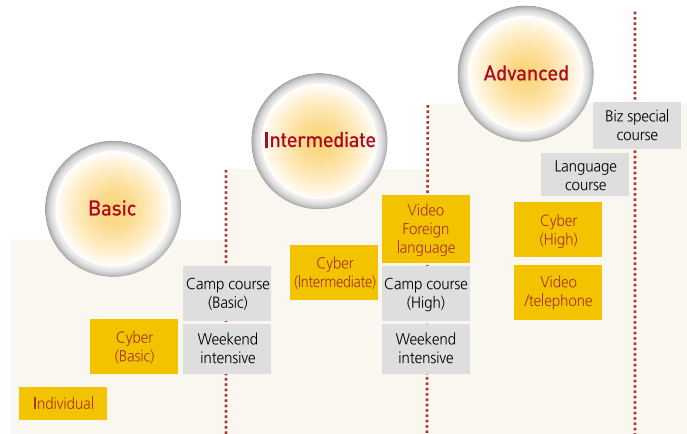 Basic
Intermediate
Advanced
Individual
Cyber
(Basic)
Camp course
(Basic)
Weekend
intensive
Cyber
(Intermediate)
Video
Foreign
language
Camp course
(High)
Weekend
intensive
Biz special
course
Language
course
Cyber
(High)
Video
/telephone